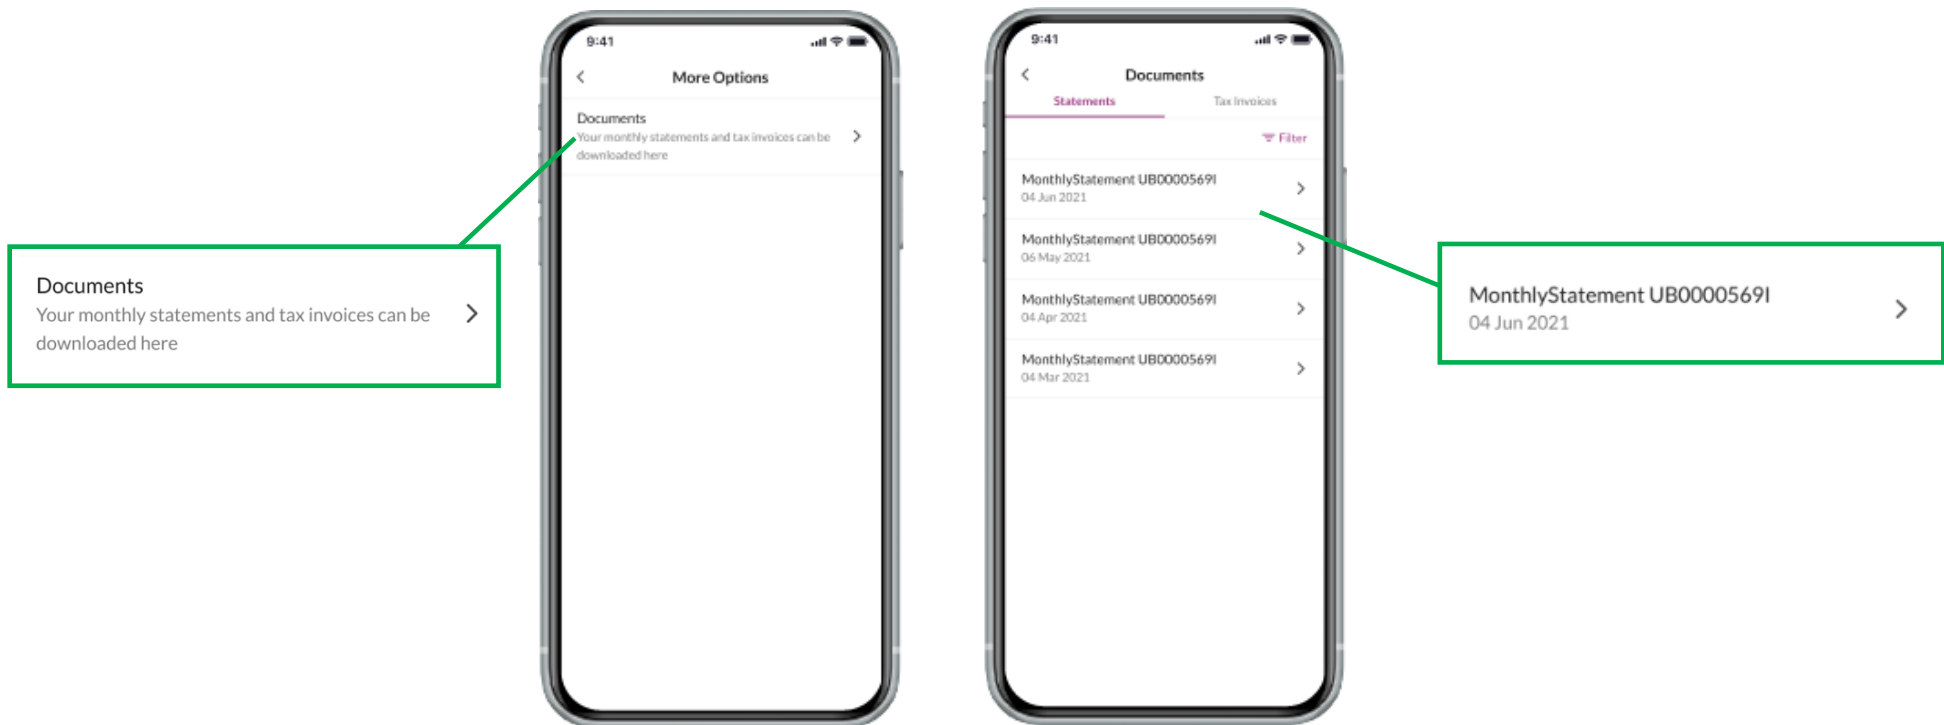 Documents
Your monthly statements and tax invoices can be
downloaded here
9:41
More Options
Documents
Your monthly statements and tax invoices can be
downloaded here
9:41
Documents
Statements
Tax Invoices
Filter
MonthlyStatement UB0000569I
04 Jun 2021
MonthlyStatement UB0000569I
06 May 2021
MonthlyStatement UB0000569I
04 Apr 2021
MonthlyStatement UB0000569I
04 Mar 2021
MonthlyStatement UB0000569I
04 Jun 2021